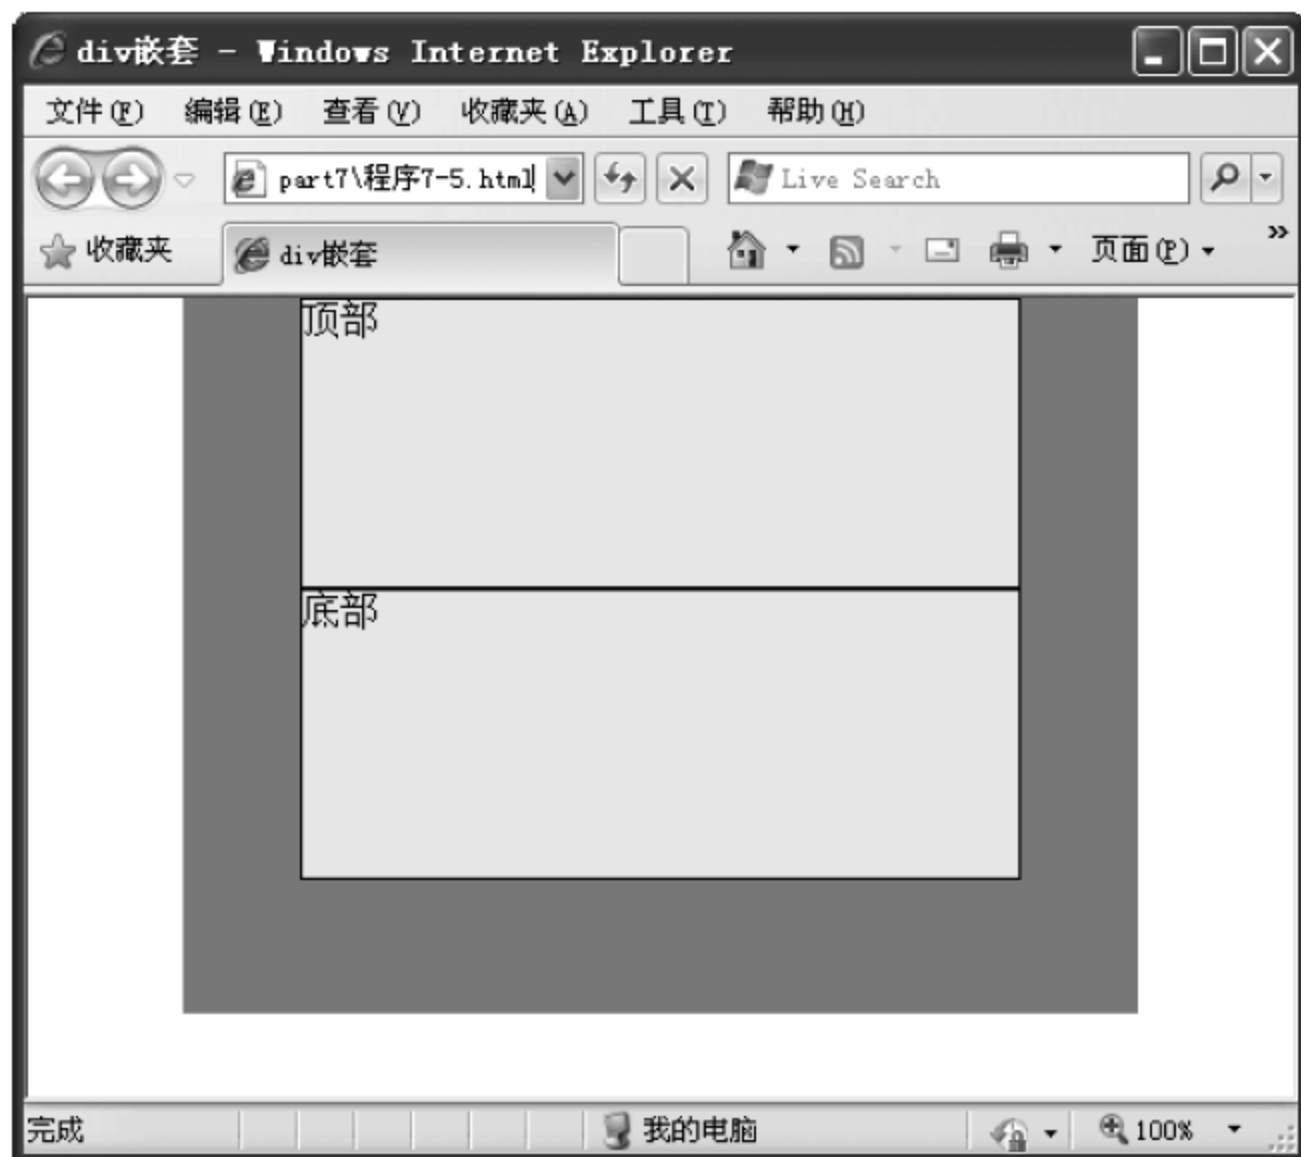 div嵌套 - Windows Internet Explorer
文件(F) 编辑(E) 查看(V) 收藏夹(A) 工具(T) 帮助(H)
part7\程序7-5.html Live Search
收藏夹 div嵌套 页面(P) »
顶部
底部
完成 我的电脑 100%